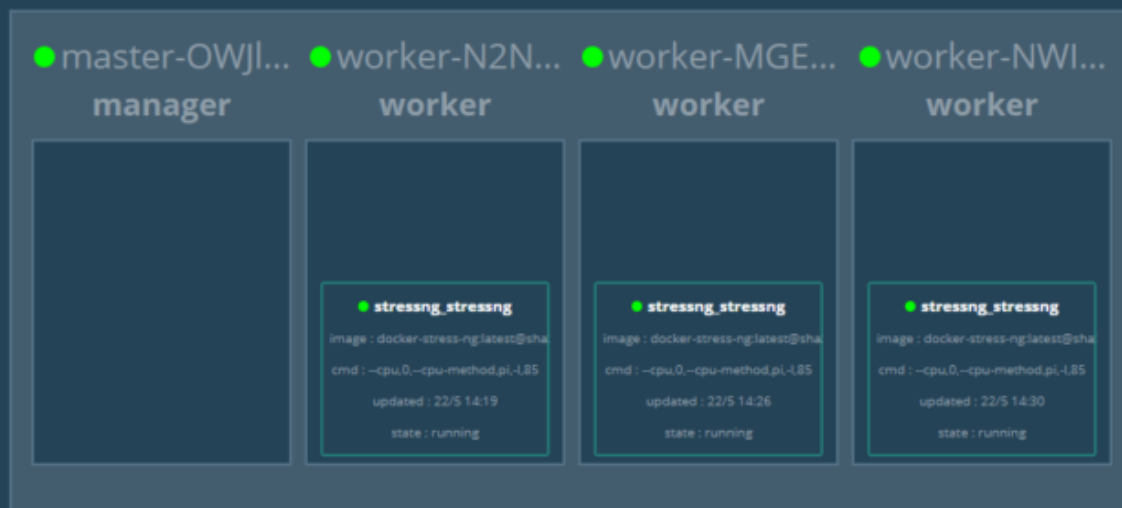 master-OWJl...
manager
worker-N2N...
worker
stressng_stressng
image : docker-stress-ng:latest@sha
cmd : --cpu,0,--cpu-method,pi,-l,85
updated : 22/5 14:19
state : running
worker-MGE...
worker
stressng_stressng
image : docker-stress-ng:latest@sha
cmd : --cpu,0,--cpu-method,pi,-l,85
updated : 22/5 14:26
state : running
worker-NWI...
worker
stressng_stressng
image : docker-stress-ng:latest@sha
cmd : --cpu,0,--cpu-method,pi,-l,85
updated : 22/5 14:30
state : running